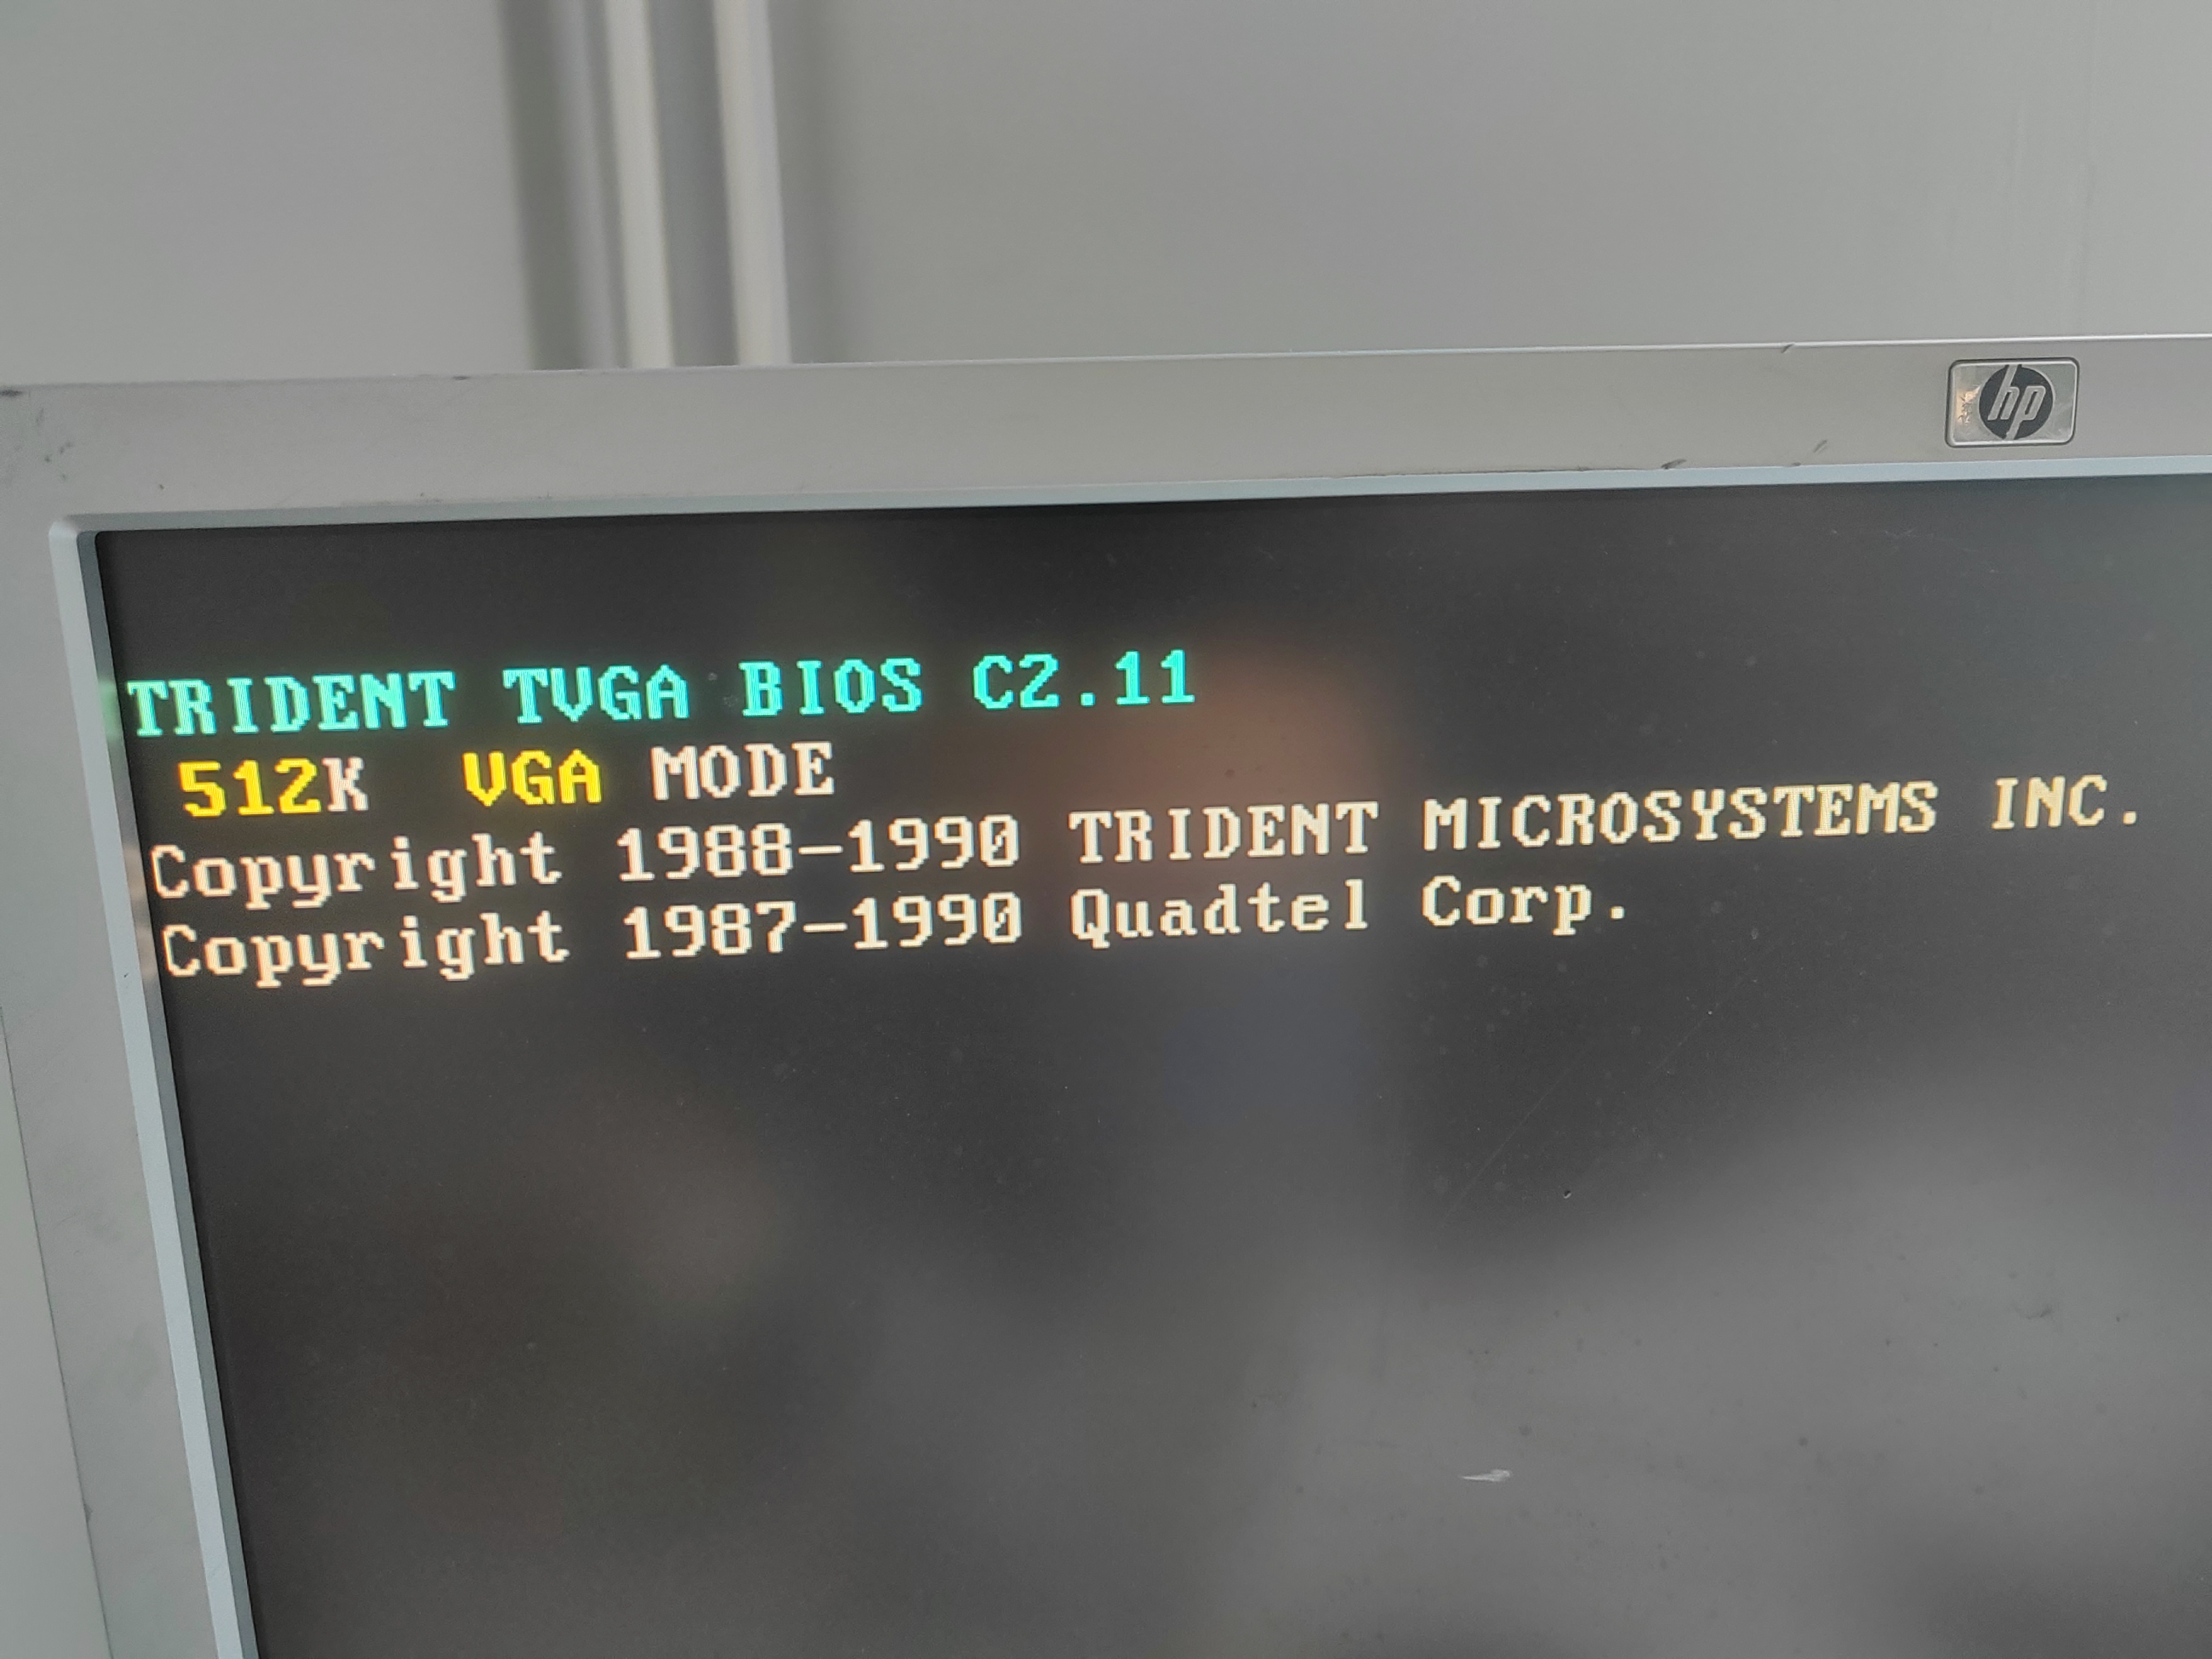 hp
TRIDENT TVGA BIOS C2.11
512K VGA MODE
Copyright 1988-1990 TRIDENT MICROSYSTEMS INC.
Copyright 1987-1990 Quadtel Corp.